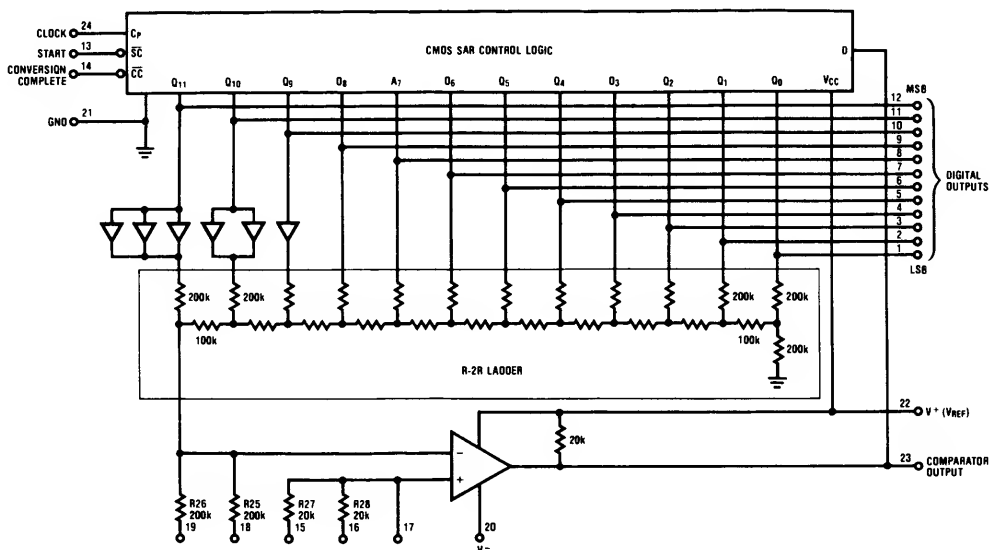 24
CLOCK
CP
CMOS SAR CONTROL LOGIC
D
13
START
SC
14
CONVERSION
COMPLETE
CC
Q11 Q10 Q9 Q8 A7 Q6 Q5 Q4 Q3 Q2 Q1 Q0 VCC
21
GND
MSB
12
11
10
9
8
7
6
5
4
3
2
1
LSB
DIGITAL
OUTPUTS
200k 200k 200k 200k
100k 100k
200k
R-2R LADDER
22
V+ (VREF)
20k
23
COMPARATOR
OUTPUT
−
+
R26
200k
R25
200k
R27
20k
R28
20k
19 18 15 16 17 20
V−